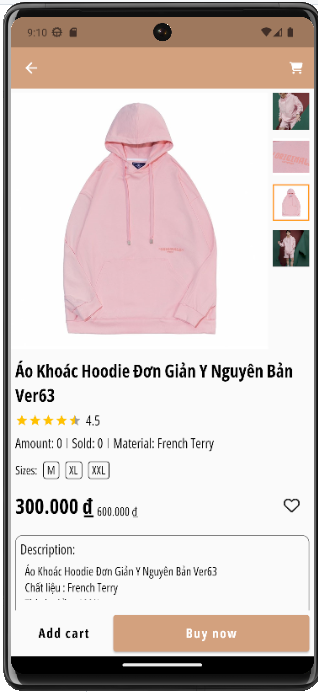 9:10
Áo Khoác Hoodie Đơn Giản Y Nguyên Bản
Ver63
4.5
Amount: 0 | Sold: 0 | Material: French Terry
Sizes: M XL XXL
300.000 ₫ 600.000 ₫
Description:
Áo Khoác Hoodie Đơn Giản Y Nguyên Bản Ver63
Chất liệu : French Terry
Add cart Buy now